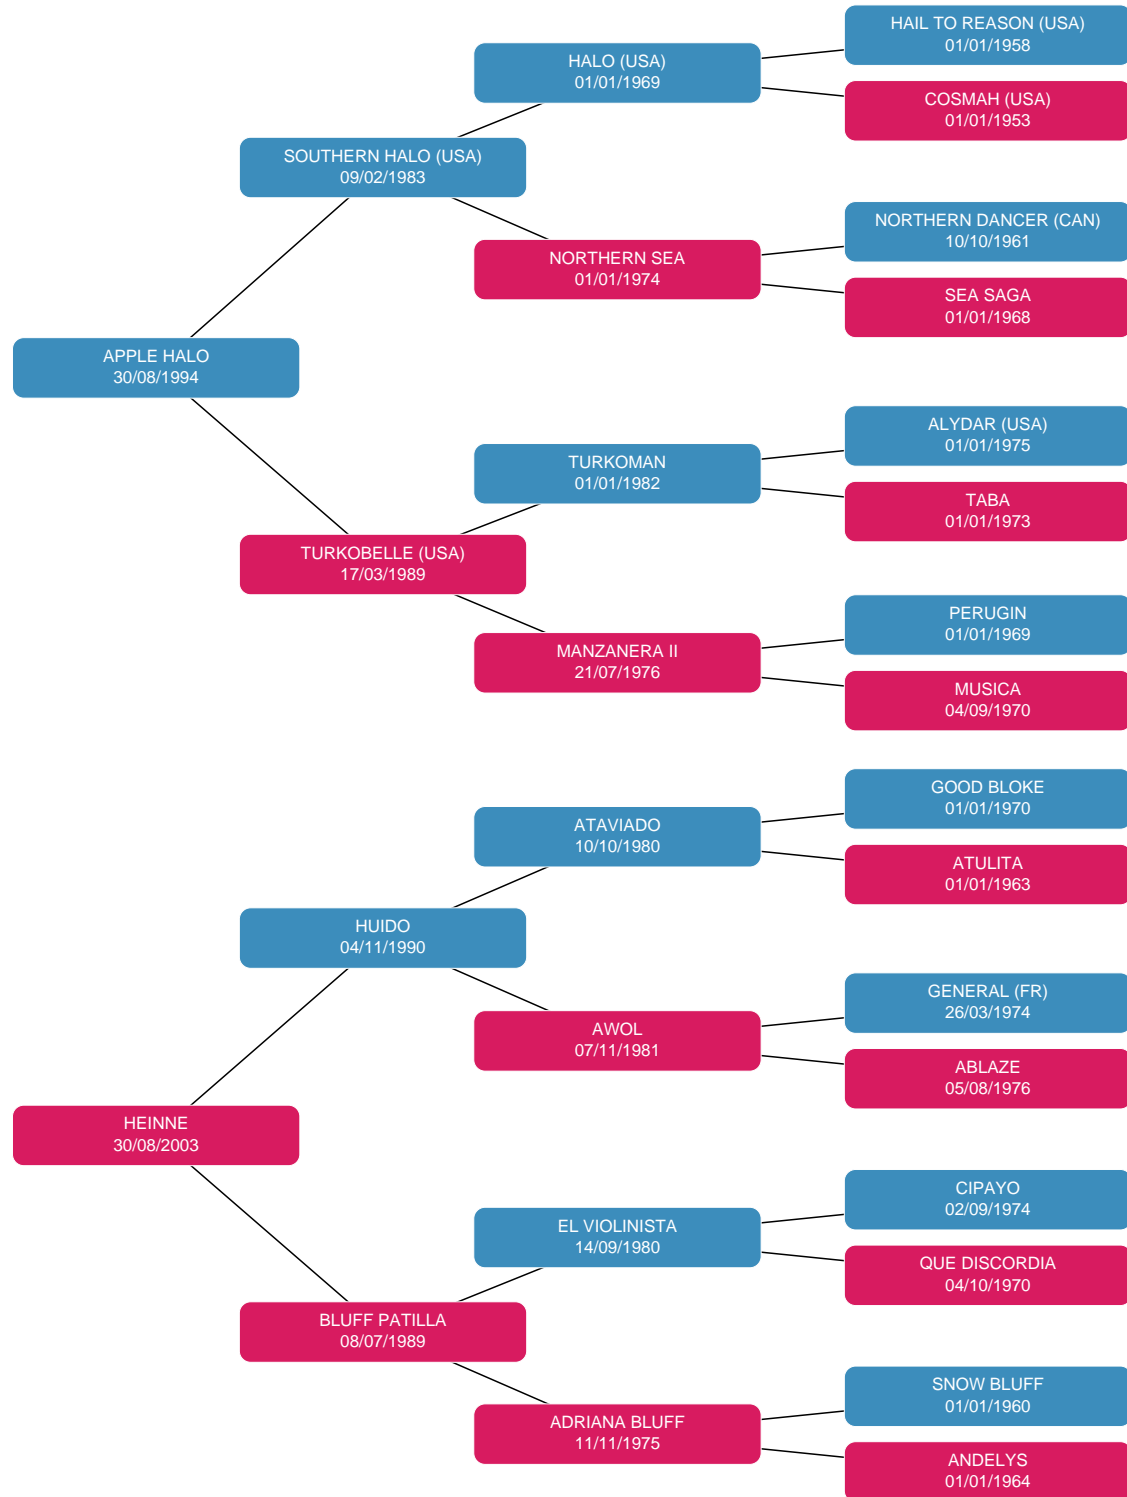 HAIL TO REASON (USA)
01/01/1958
HALO (USA)
01/01/1969
COSMAH (USA)
01/01/1953
SOUTHERN HALO (USA)
09/02/1983
NORTHERN DANCER (CAN)
10/10/1961
NORTHERN SEA
01/01/1974
SEA SAGA
01/01/1968
APPLE HALO
30/08/1994
ALYDAR (USA)
01/01/1975
TURKOMAN
01/01/1982
TABA
01/01/1973
TURKOBELLE (USA)
17/03/1989
PERUGIN
01/01/1969
MANZANERA II
21/07/1976
MUSICA
04/09/1970
GOOD BLOKE
01/01/1970
ATAVIADO
10/10/1980
ATULITA
01/01/1963
HUIDO
04/11/1990
GENERAL (FR)
26/03/1974
AWOL
07/11/1981
ABLAZE
05/08/1976
HEINNE
30/08/2003
CIPAYO
02/09/1974
EL VIOLINISTA
14/09/1980
QUE DISCORDIA
04/10/1970
BLUFF PATILLA
08/07/1989
SNOW BLUFF
01/01/1960
ADRIANA BLUFF
11/11/1975
ANDELYS
01/01/1964